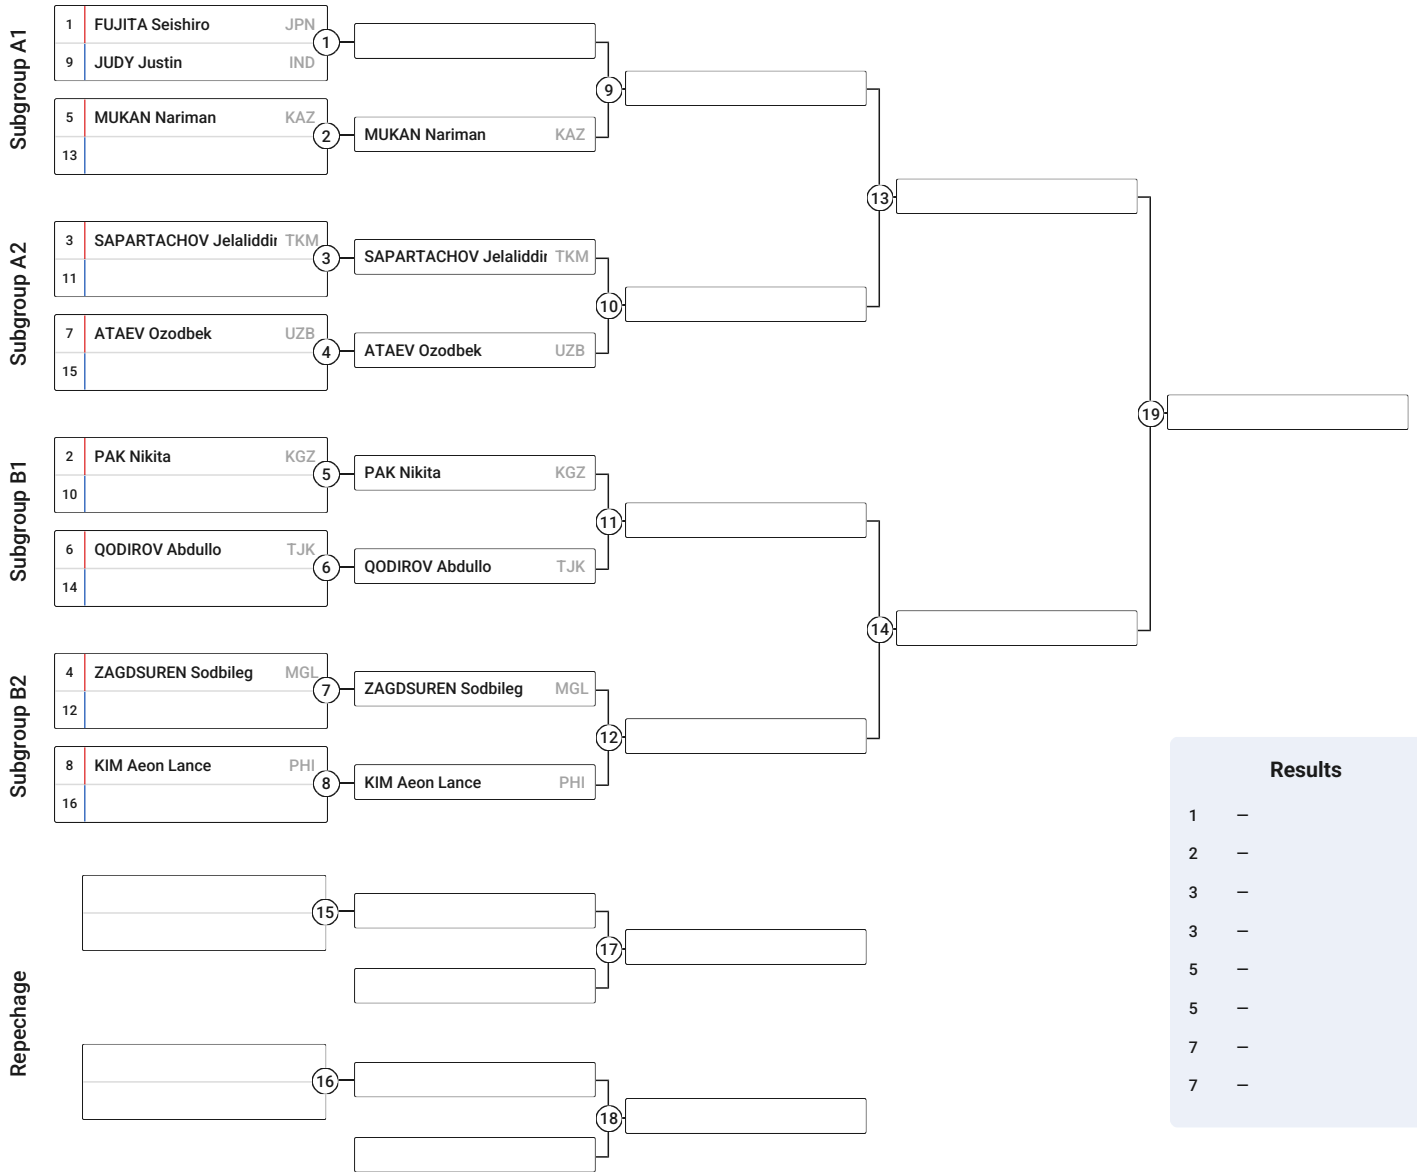 Subgroup A1
1 FUJITA Seishiro JPN
9 JUDY Justin IND
1
5 MUKAN Nariman KAZ
13
2
MUKAN Nariman KAZ
9
Subgroup A2
3 SAPARTACHOV Jelaliddin TKM
11
3
SAPARTACHOV Jelaliddin TKM
7 ATAEV Ozodbek UZB
15
4
ATAEV Ozodbek UZB
10
13
Subgroup B1
2 PAK Nikita KGZ
10
5
PAK Nikita KGZ
6 QODIROV Abdullo TJK
14
6
QODIROV Abdullo TJK
11
Subgroup B2
4 ZAGDSUREN Sodbileg MGL
12
7
ZAGDSUREN Sodbileg MGL
8 KIM Aeon Lance PHI
16
8
KIM Aeon Lance PHI
12
14
19
Repechage
15
17
16
18
Results
1 –
2 –
3 –
3 –
5 –
5 –
7 –
7 –